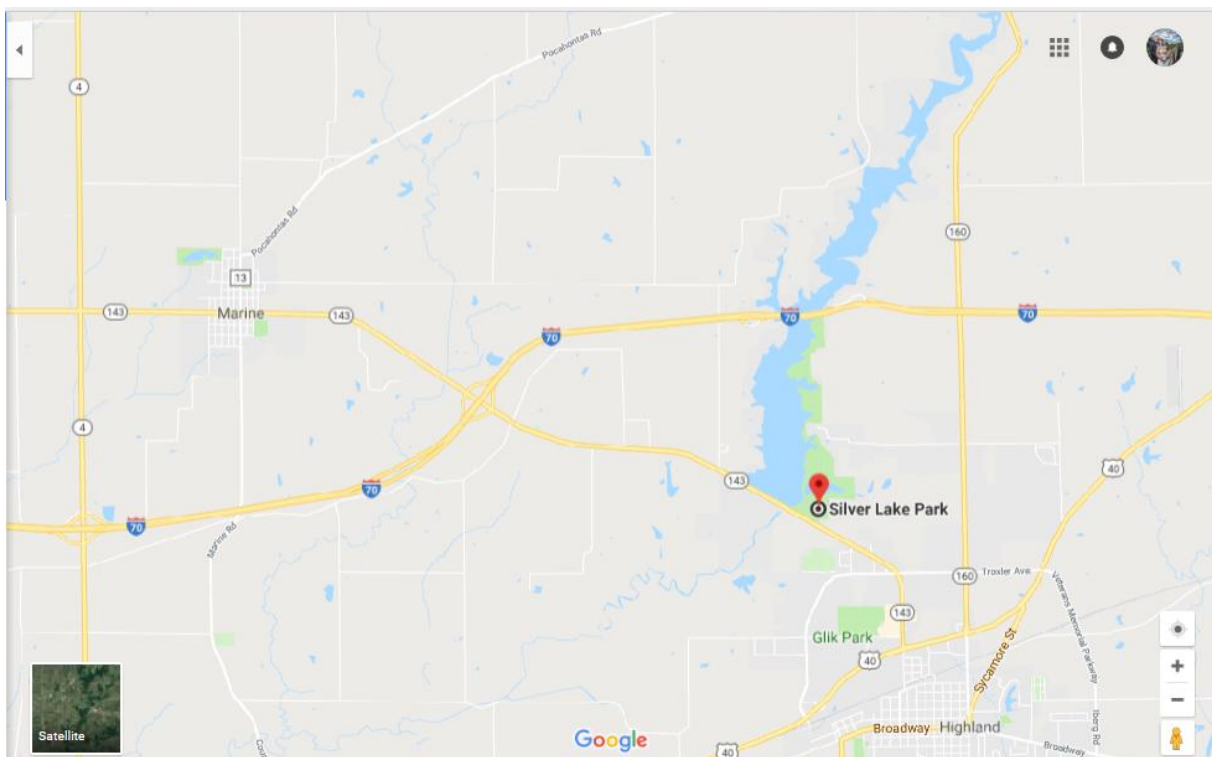 Pocahontas Rd
4
160
Pocahontas Rd
13
143
Marine
143
70
70
70
4
40
143
70
Silver Lake Park
70
Marine Rd
Troxler Ave
160
Veterans Memorial Parkway
143
Glik Park
40
Sycamore St
Iberg Rd
Satellite
Google
Broadway
Highland
Broadway
40